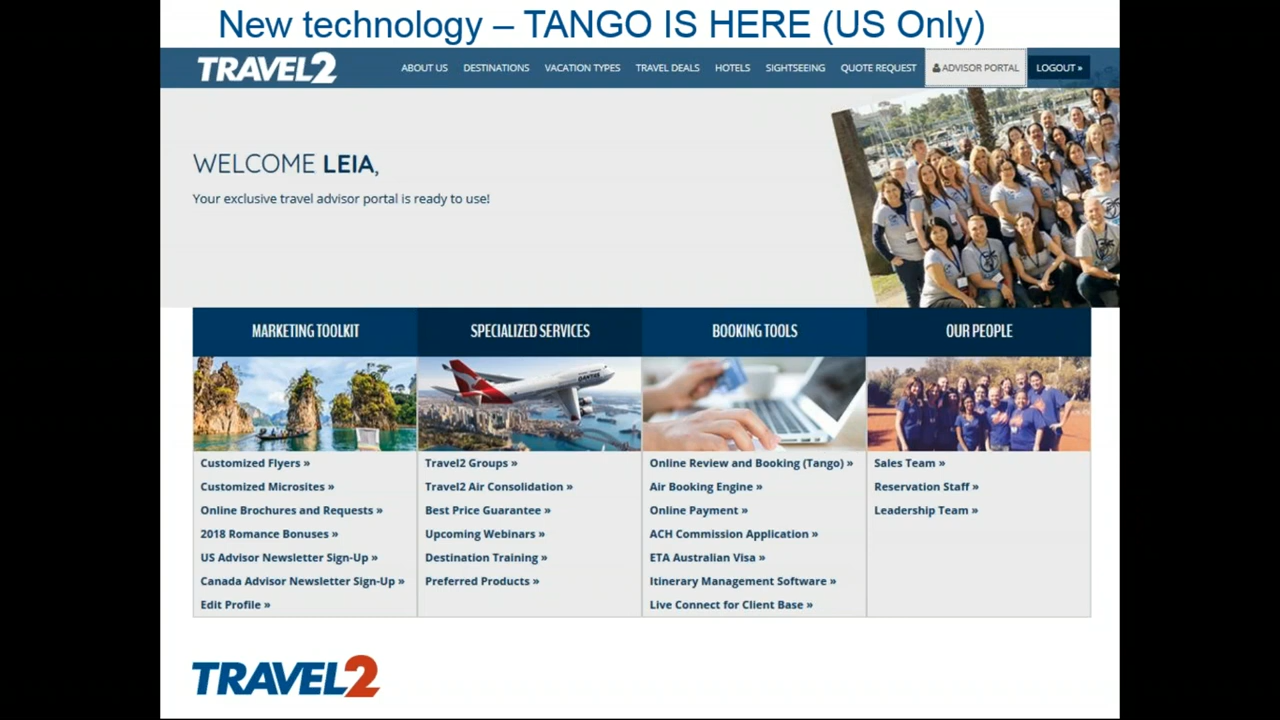 New technology – TANGO IS HERE (US Only)
TRAVEL2
ABOUT US DESTINATIONS VACATION TYPES TRAVEL DEALS HOTELS SIGHTSEEING QUOTE REQUEST ADVISOR PORTAL LOGOUT »
WELCOME LEIA,
Your exclusive travel advisor portal is ready to use!
MARKETING TOOLKIT
Customized Flyers »
Customized Microsites »
Online Brochures and Requests »
2018 Romance Bonuses »
US Advisor Newsletter Sign-Up »
Canada Advisor Newsletter Sign-Up »
Edit Profile »
SPECIALIZED SERVICES
QANTAS
Travel2 Groups »
Travel2 Air Consolidation »
Best Price Guarantee »
Upcoming Webinars »
Destination Training »
Preferred Products »
BOOKING TOOLS
Online Review and Booking (Tango) »
Air Booking Engine »
Online Payment »
ACH Commission Application »
ETA Australian Visa »
Itinerary Management Software »
Live Connect for Client Base »
OUR PEOPLE
Sales Team »
Reservation Staff »
Leadership Team »
TRAVEL2